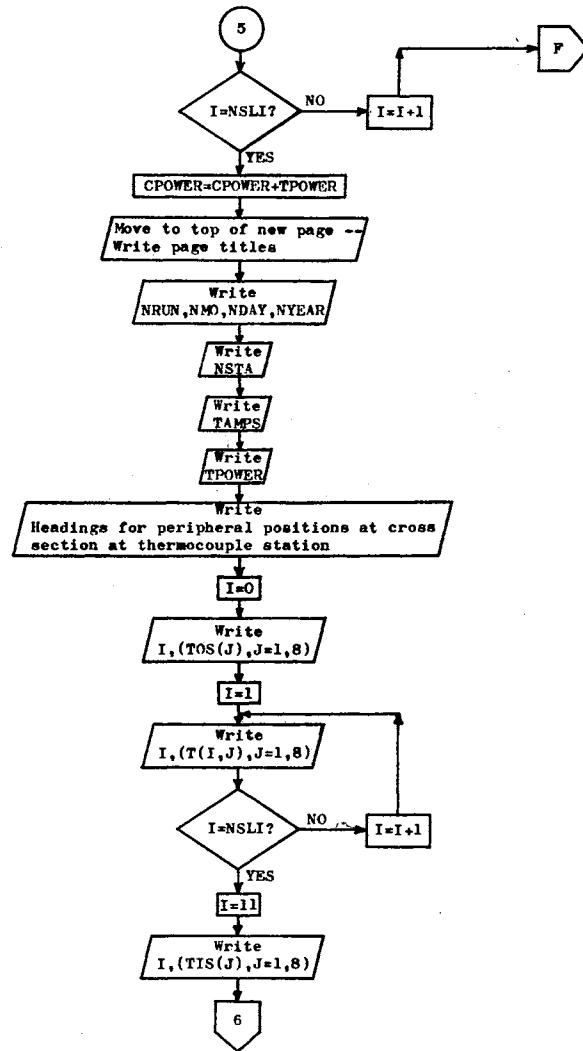 5
F
I=NSLI?
NO
I=I+1
YES
CPOWER=CPOWER+TPOWER
Move to top of new page --
Write page titles
Write
NRUN,NMO,NDAY,NYEAR
Write
NSTA
Write
TAMPS
Write
TPOWER
Write
Headings for peripheral positions at cross
section at thermocouple station
I=0
Write
I,(TOS(J),J=1,8)
I=1
Write
I,(T(I,J),J=1,8)
I=NSLI?
NO
I=I+1
YES
I=11
Write
I,(TIS(J),J=1,8)
6